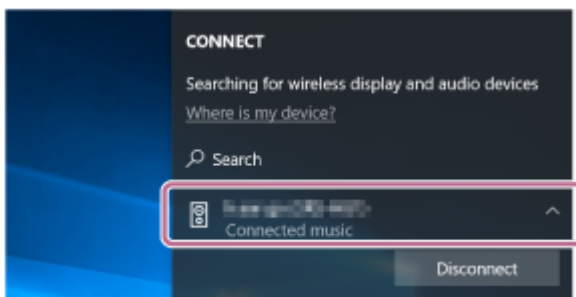 CONNECT
Searching for wireless display and audio devices
Where is my device?
Search
Connected music
Disconnect